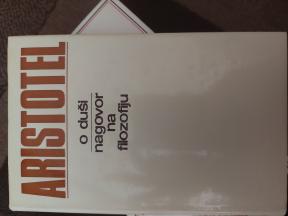 ARISTOTEL
o duši
nagovor
na
filozofiju